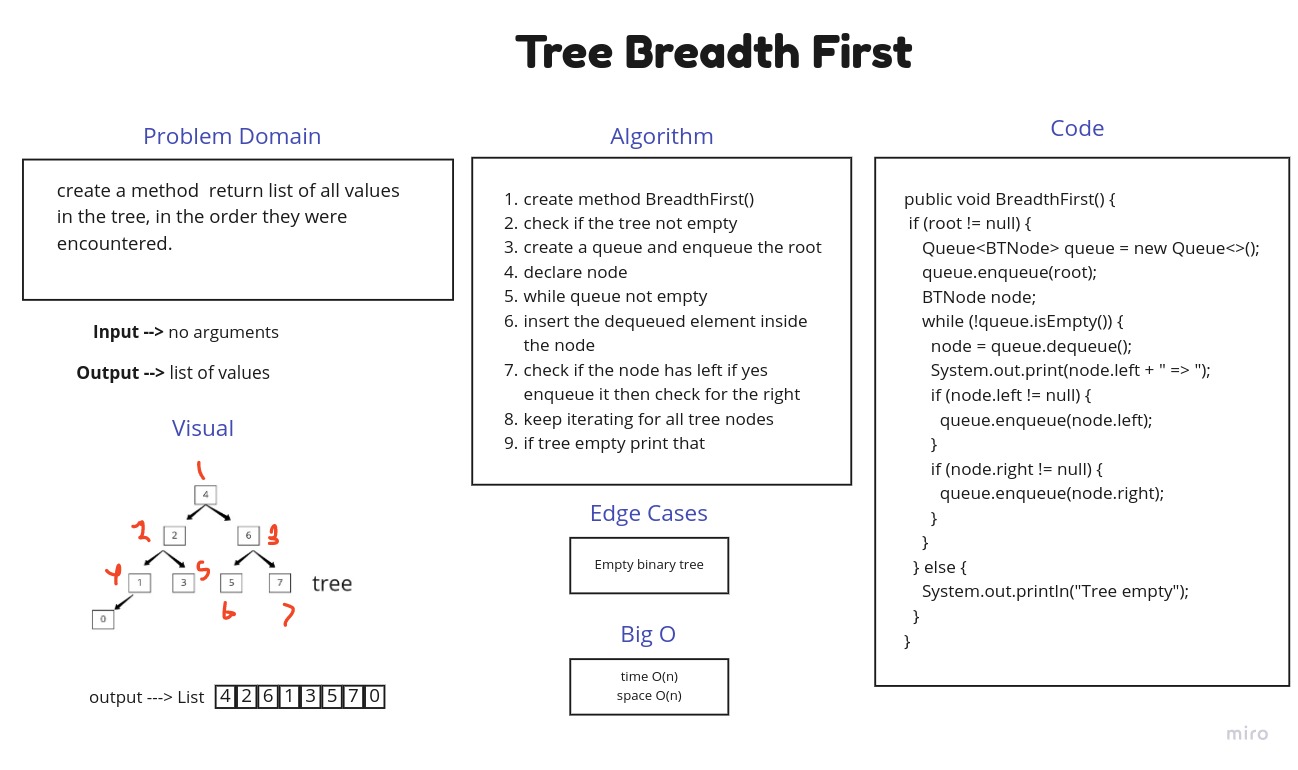 Tree Breadth First
Problem Domain
create a method  return list of all values
in the tree, in the order they were
encountered.
Input --> no arguments
Output --> list of values
Visual
1
4
2 2 6 3
4 1 3 5 5 7 tree
0 6 7
output ---> List 4 2 6 1 3 5 7 0
Algorithm
1. create method BreadthFirst()
2. check if the tree not empty
3. create a queue and enqueue the root
4. declare node
5. while queue not empty
6. insert the dequeued element inside
the node
7. check if the node has left if yes
enqueue it then check for the right
8. keep iterating for all tree nodes
9. if tree empty print that
Edge Cases
Empty binary tree
Big O
time O(n)
space O(n)
Code
public void BreadthFirst() {
if (root != null) {
Queue<BTNode> queue = new Queue<>();
queue.enqueue(root);
BTNode node;
while (!queue.isEmpty()) {
node = queue.dequeue();
System.out.print(node.left + " => ");
if (node.left != null) {
queue.enqueue(node.left);
}
if (node.right != null) {
queue.enqueue(node.right);
}
}
} else {
System.out.println("Tree empty");
}
}
miro